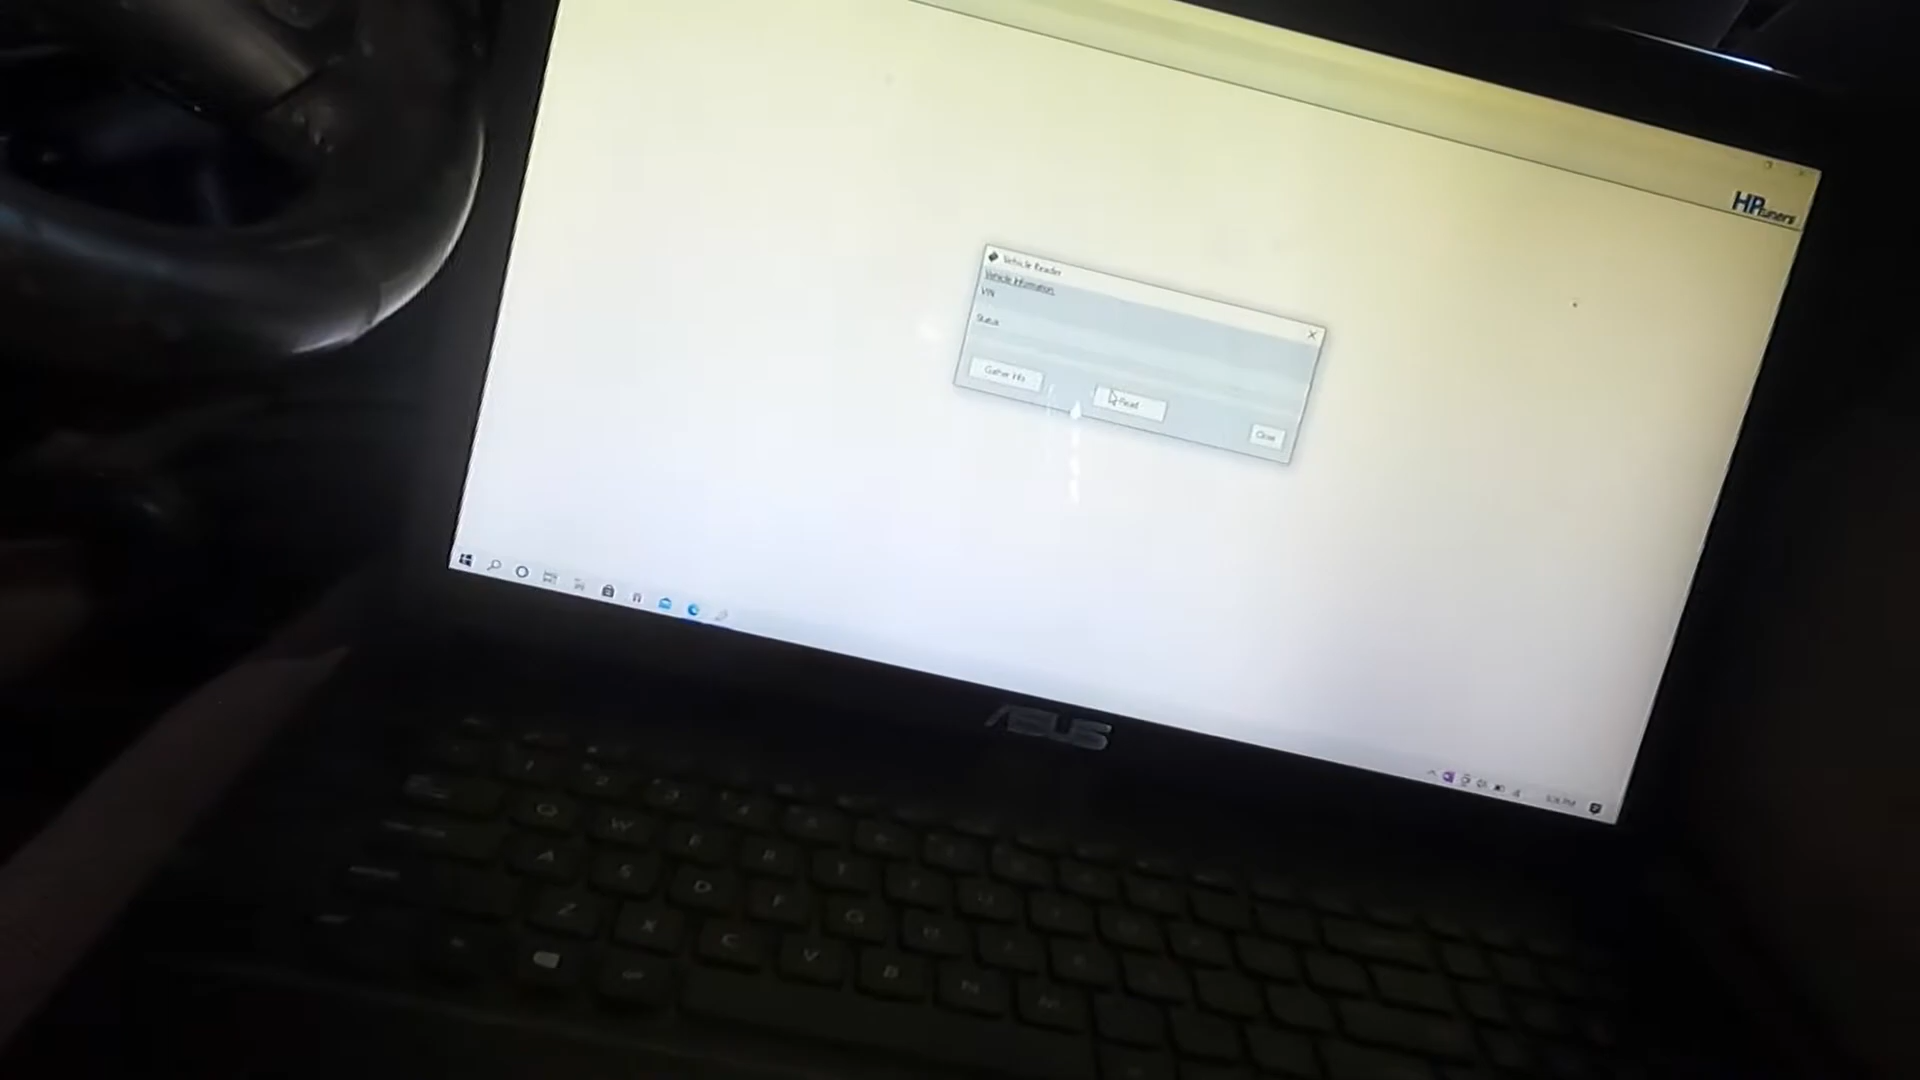 HPtuners
Vehicle Reader
Vehicle Information
VIN
Status
Gather Info
Read
Close
ASUS
Q W E R T
A S D F G H
Z X C V B N M